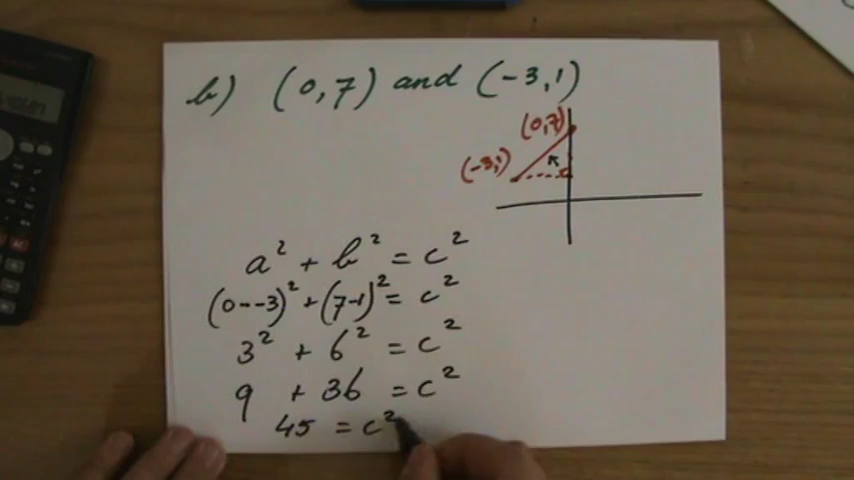 b) (0,7) and (-3,1)
(0,7)
(-3,1)
a² + b² = c²
(0--3)² + (7-1)² = c²
3² + 6² = c²
9 + 36 = c²
45 = c²